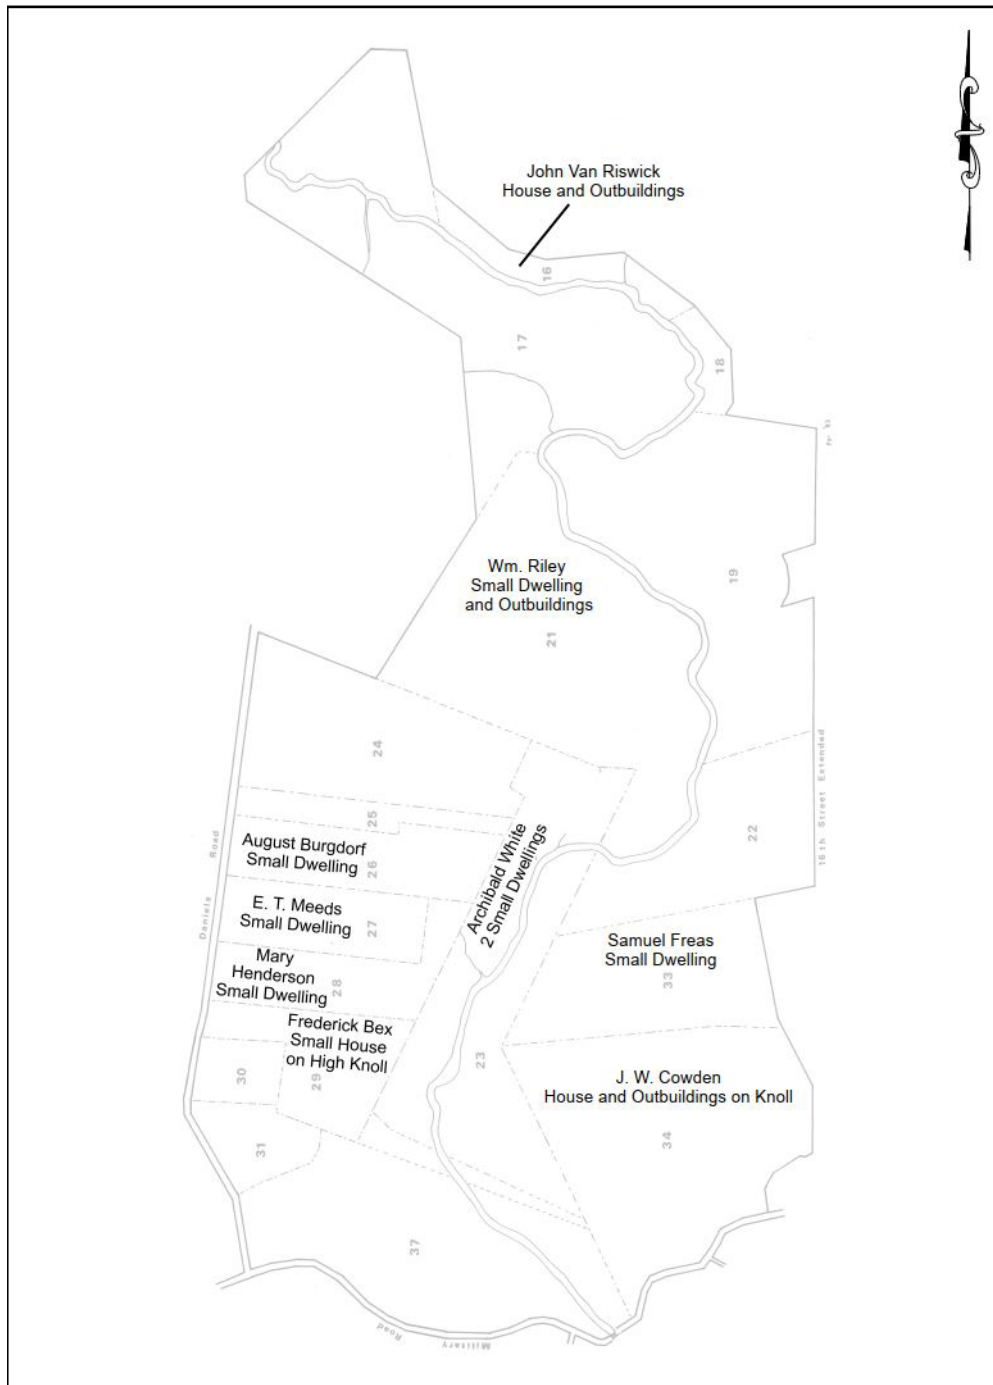 John Van Riswick
House and Outbuildings
16
17
18
Wm. Riley
Small Dwelling
and Outbuildings
19
21
24
16th Street Extended
22
25
August Burgdorf
Small Dwelling
26
Archibald White
2 Small Dwellings
Daniels Road
E. T. Meeds
Small Dwelling
27
Samuel Freas
Small Dwelling
33
Mary
Henderson
Small Dwelling
28
Frederick Bex
Small House
on High Knoll
29
30
23
J. W. Cowden
House and Outbuildings on Knoll
34
31
37
Military Road